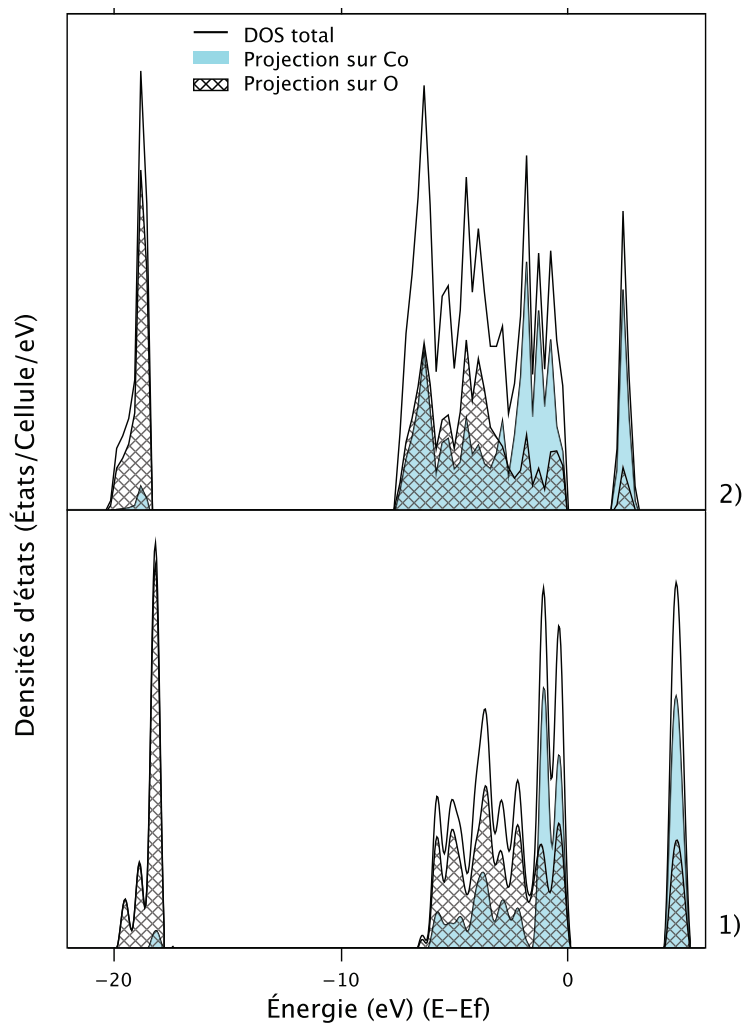 DOS total
Projection sur Co
Projection sur O
Densités d'états (États/Cellule/eV)
2)
1)
−20
−10
0
Énergie (eV) (E−Ef)